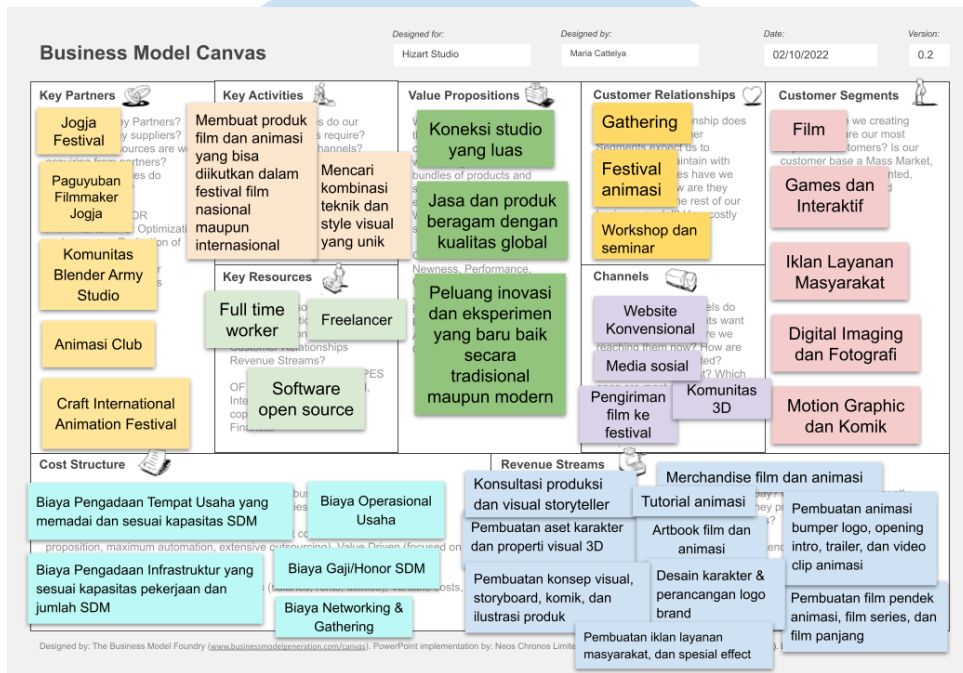 Designed for:
Designed by:
Date:
Version:
Business Model Canvas
Hizart Studio
Maria Cattelya
02/10/2022
0.2
Key Partners
Jogja
Festival
Paguyuban
Filmmaker
Jogja
Komunitas
Blender Army
Studio
Animasi Club
Craft International
Animation Festival
Key Activities
Membuat produk
film dan animasi
yang bisa
diikutkan dalam
festival film
nasional
maupun
internasional
Mencari
kombinasi
teknik dan
style visual
yang unik
Key Resources
Full time
worker
Freelancer
Revenue Streams?
Software
open source
Value Propositions
Koneksi studio
yang luas
bundles of products and
Jasa dan produk
beragam dengan
kualitas global
Newness, Performance,
Peluang inovasi
dan eksperimen
yang baru baik
secara
tradisional
maupun modern
Customer Relationships
Gathering
Festival
animasi
Workshop dan
seminar
Channels
Website
Konvensional
Media sosial
Pengiriman
film ke
festival
Komunitas
3D
Customer Segments
Film
customer base a Mass Market,
Games dan
Interaktif
Iklan Layanan
Masyarakat
Digital Imaging
dan Fotografi
Motion Graphic
dan Komik
Cost Structure
Biaya Pengadaan Tempat Usaha yang
memadai dan sesuai kapasitas SDM
Biaya Operasional
Usaha
Biaya Pengadaan Infrastruktur yang
sesuai kapasitas pekerjaan dan
jumlah SDM
Biaya Gaji/Honor SDM
Biaya Networking &
Gathering
Revenue Streams
Konsultasi produksi
dan visual storyteller
Merchandise film dan animasi
Tutorial animasi
Pembuatan aset karakter
dan properti visual 3D
Artbook film dan
animasi
Pembuatan animasi
bumper logo, opening
intro, trailer, dan video
clip animasi
Pembuatan konsep visual,
storyboard, komik, dan
ilustrasi produk
Desain karakter &
perancangan logo
brand
Pembuatan film pendek
animasi, film series, dan
film panjang
Pembuatan iklan layanan
masyarakat, dan spesial effect
Designed by: The Business Model Foundry (www.businessmodelgeneration.com/canvas). PowerPoint implementation by: Neos Chronos